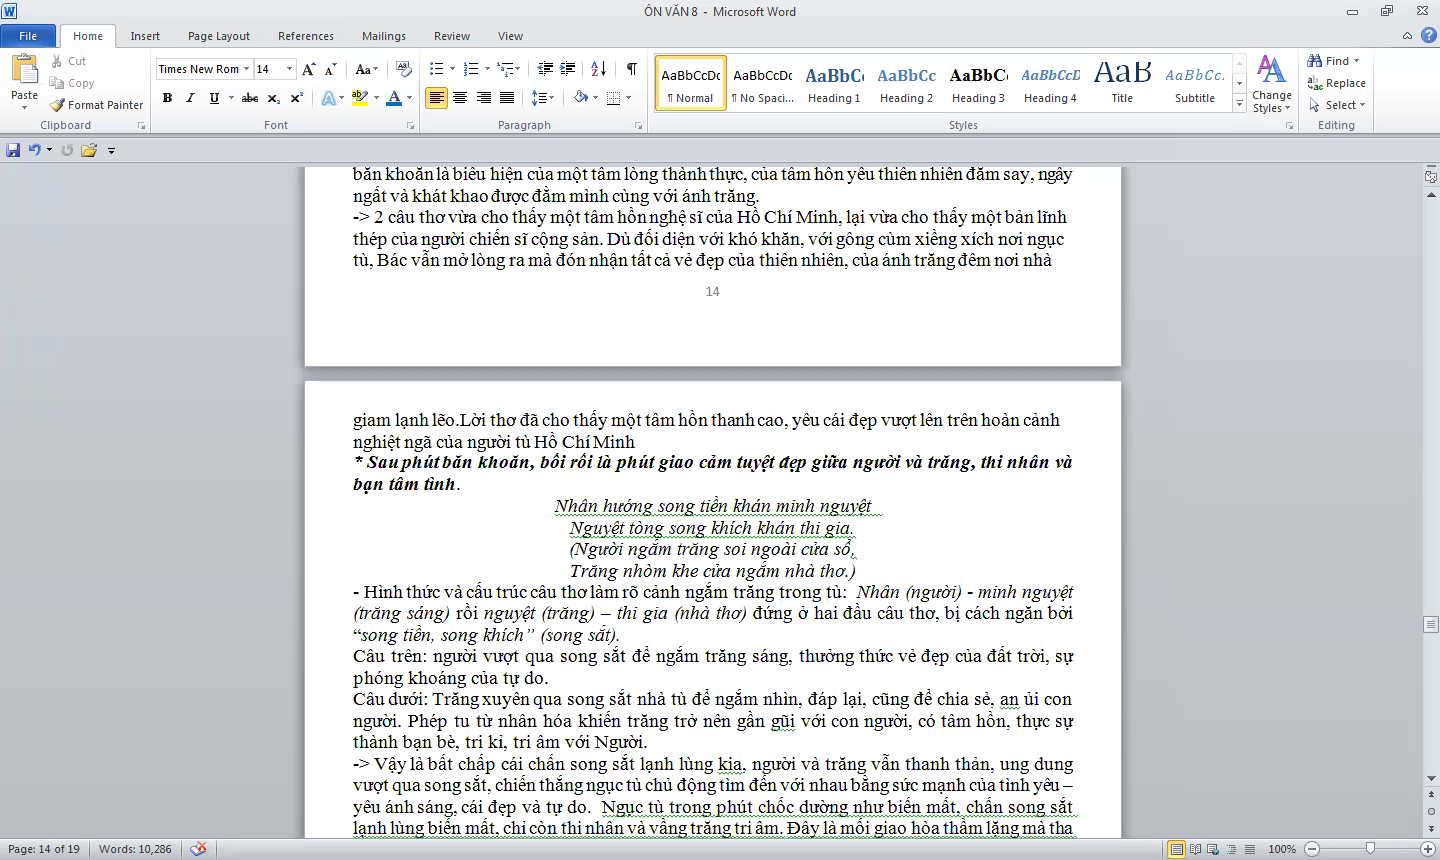 ÔN VĂN 8 - Microsoft Word
File Home Insert Page Layout References Mailings Review View
Paste
Cut
Copy
Format Painter
Clipboard
Times New Rom 14
Font
Paragraph
AaBbCcDc AaBbCcDc AaBbC AaBbCc AaBbCc AaBbCcD AaB AaBbCc.
¶ Normal ¶ No Spaci... Heading 1 Heading 2 Heading 3 Heading 4 Title Subtitle
Change Styles
Styles
Find
Replace
Select
Editing
băn khoăn là biểu hiện của một tấm lòng thành thực, của tâm hồn yêu thiên nhiên đắm say, ngây
ngất và khát khao được đắm mình cùng với ánh trăng.
-> 2 câu thơ vừa cho thấy một tâm hồn nghệ sĩ của Hồ Chí Minh, lại vừa cho thấy một bản lĩnh
thép của người chiến sĩ cộng sản. Dù đối diện với khó khăn, với gông cùm xiềng xích nơi ngục
tù, Bác vẫn mở lòng ra mà đón nhận tất cả vẻ đẹp của thiên nhiên, của ánh trăng đêm nơi nhà
14
giam lạnh lẽo.Lời thơ đã cho thấy một tâm hồn thanh cao, yêu cái đẹp vượt lên trên hoàn cảnh
nghiệt ngã của người tù Hồ Chí Minh
* Sau phút băn khoăn, bối rối là phút giao cảm tuyệt đẹp giữa người và trăng, thi nhân và
bạn tâm tình.
Nhân hướng song tiền khán minh nguyệt
Nguyệt tòng song khích khán thi gia.
(Người ngắm trăng soi ngoài cửa sổ,
Trăng nhòm khe cửa ngắm nhà thơ.)
- Hình thức và cấu trúc câu thơ làm rõ cảnh ngắm trăng trong tù: Nhân (người) - minh nguyệt
(trăng sáng) rồi nguyệt (trăng) – thi gia (nhà thơ) đứng ở hai đầu câu thơ, bị cách ngăn bởi
“song tiền, song khích” (song sắt).
Câu trên: người vượt qua song sắt để ngắm trăng sáng, thưởng thức vẻ đẹp của đất trời, sự
phóng khoáng của tự do.
Câu dưới: Trăng xuyên qua song sắt nhà tù để ngắm nhìn, đáp lại, cũng để chia sẻ, an ủi con
người. Phép tu từ nhân hóa khiến trăng trở nên gần gũi với con người, có tâm hồn, thực sự
thành bạn bè, tri kỉ, tri âm với Người.
-> Vậy là bất chấp cái chấn song sắt lạnh lùng kia, người và trăng vẫn thanh thản, ung dung
vượt qua song sắt, chiến thắng ngục tù chủ động tìm đến với nhau bằng sức mạnh của tình yêu –
yêu ánh sáng, cái đẹp và tự do. Ngục tù trong phút chốc dường như biến mất, chấn song sắt
lạnh lùng biến mất, chỉ còn thi nhân và vầng trăng tri âm. Đây là mối giao hòa thầm lặng mà tha
Page: 14 of 19 Words: 10,286 100%